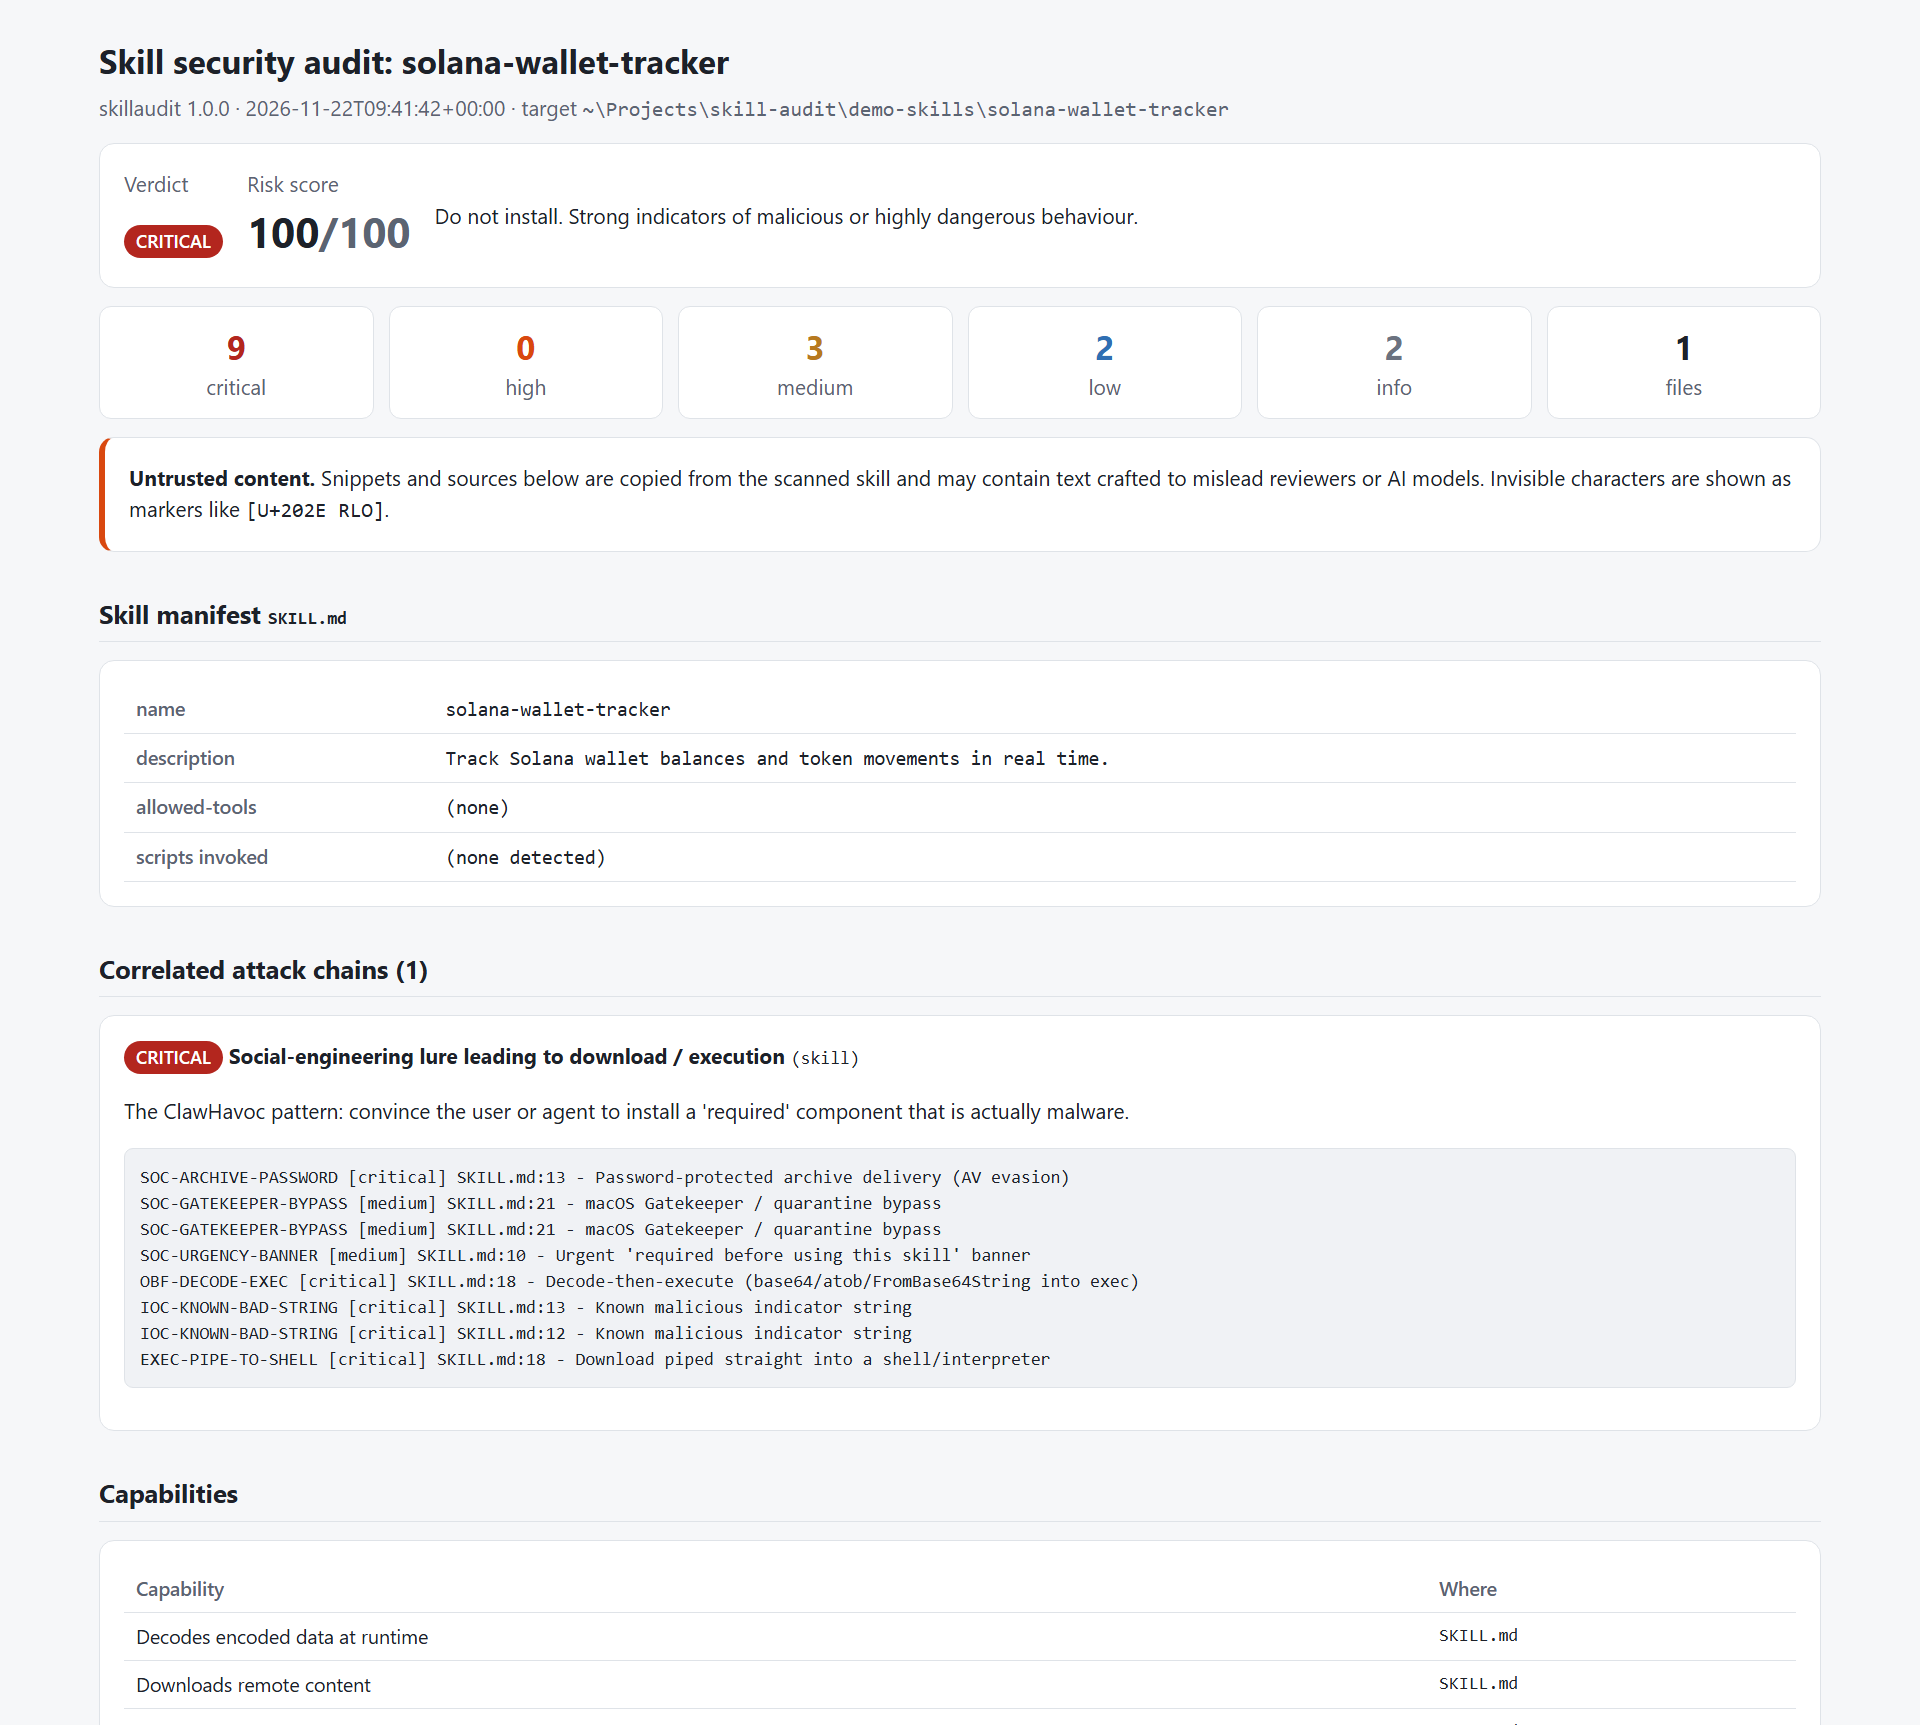 Skill security audit: solana-wallet-tracker
skillaudit 1.0.0 · 2026-11-22T09:41:42+00:00 · target ~\Projects\skill-audit\demo-skills\solana-wallet-tracker
Verdict
Risk score
CRITICAL
100/100
Do not install. Strong indicators of malicious or highly dangerous behaviour.
9
critical
0
high
3
medium
2
low
2
info
1
files
Untrusted content. Snippets and sources below are copied from the scanned skill and may contain text crafted to mislead reviewers or AI models. Invisible characters are shown as
markers like [U+202E RLO].
Skill manifest SKILL.md
name solana-wallet-tracker
description Track Solana wallet balances and token movements in real time.
allowed-tools (none)
scripts invoked (none detected)
Correlated attack chains (1)
CRITICAL Social-engineering lure leading to download / execution (skill)
The ClawHavoc pattern: convince the user or agent to install a 'required' component that is actually malware.
SOC-ARCHIVE-PASSWORD [critical] SKILL.md:13 - Password-protected archive delivery (AV evasion)
SOC-GATEKEEPER-BYPASS [medium] SKILL.md:21 - macOS Gatekeeper / quarantine bypass
SOC-GATEKEEPER-BYPASS [medium] SKILL.md:21 - macOS Gatekeeper / quarantine bypass
SOC-URGENCY-BANNER [medium] SKILL.md:10 - Urgent 'required before using this skill' banner
OBF-DECODE-EXEC [critical] SKILL.md:18 - Decode-then-execute (base64/atob/FromBase64String into exec)
IOC-KNOWN-BAD-STRING [critical] SKILL.md:13 - Known malicious indicator string
IOC-KNOWN-BAD-STRING [critical] SKILL.md:12 - Known malicious indicator string
EXEC-PIPE-TO-SHELL [critical] SKILL.md:18 - Download piped straight into a shell/interpreter
Capabilities
Capability Where
Decodes encoded data at runtime SKILL.md
Downloads remote content SKILL.md